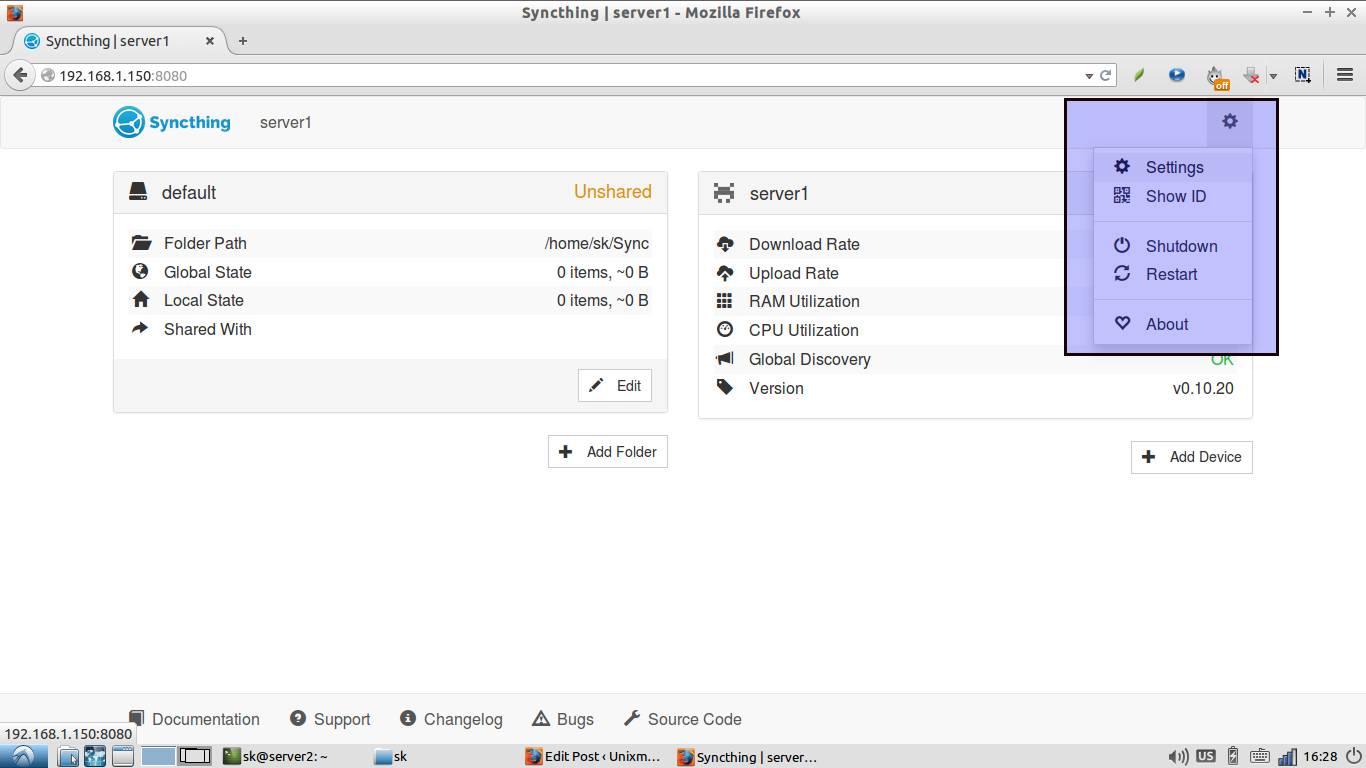 Syncthing | server1 - Mozilla Firefox
Syncthing | server1
192.168.1.150:8080
off
N
Syncthing server1
default Unshared
Folder Path /home/sk/Sync
Global State 0 items, ~0 B
Local State 0 items, ~0 B
Shared With
Edit
Add Folder
server1
Download Rate
Upload Rate
RAM Utilization
CPU Utilization
Global Discovery OK
Version v0.10.20
Add Device
Settings
Show ID
Shutdown
Restart
About
Documentation Support Changelog Bugs Source Code
192.168.1.150:8080
sk@server2: ~ sk Edit Post ‹ Unixm... Syncthing | server... US 16:28